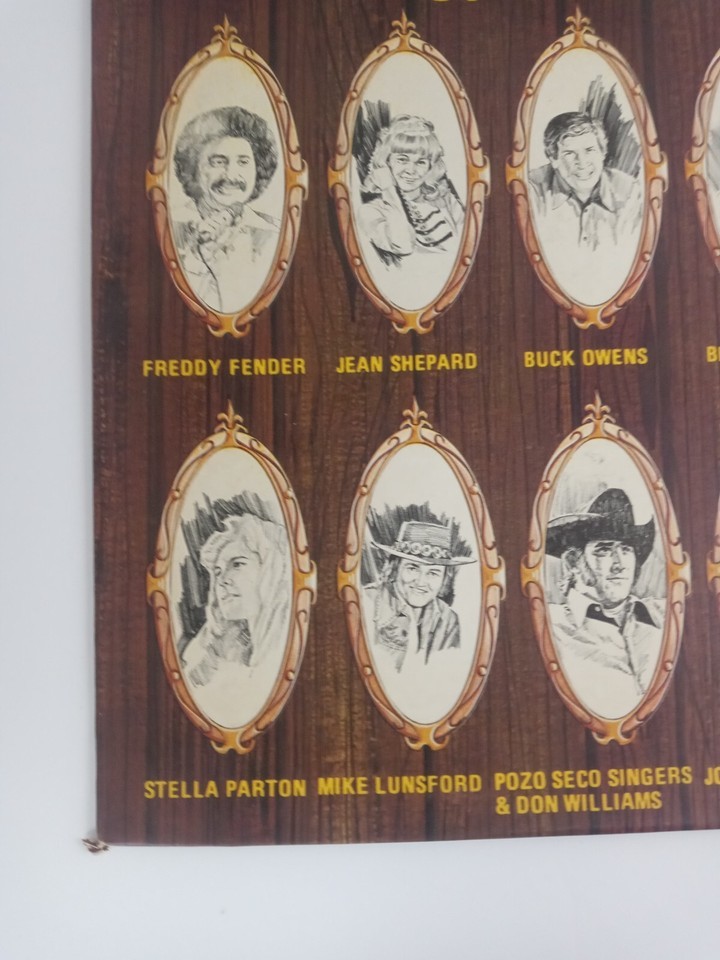 FREDDY FENDER
JEAN SHEPARD
BUCK OWENS
STELLA PARTON
MIKE LUNSFORD
POZO SECO SINGERS
& DON WILLIAMS